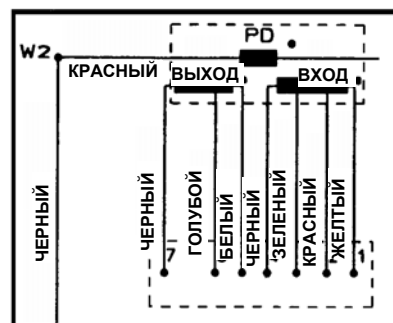 PD
W2
КРАСНЫЙ
ВЫХОД
ВХОД
ЧЕРНЫЙ
ЧЕРНЫЙ
ГОЛУБОЙ
БЕЛЫЙ
ЧЕРНЫЙ
ЗЕЛЕНЫЙ
КРАСНЫЙ
ЖЕЛТЫЙ
7
1